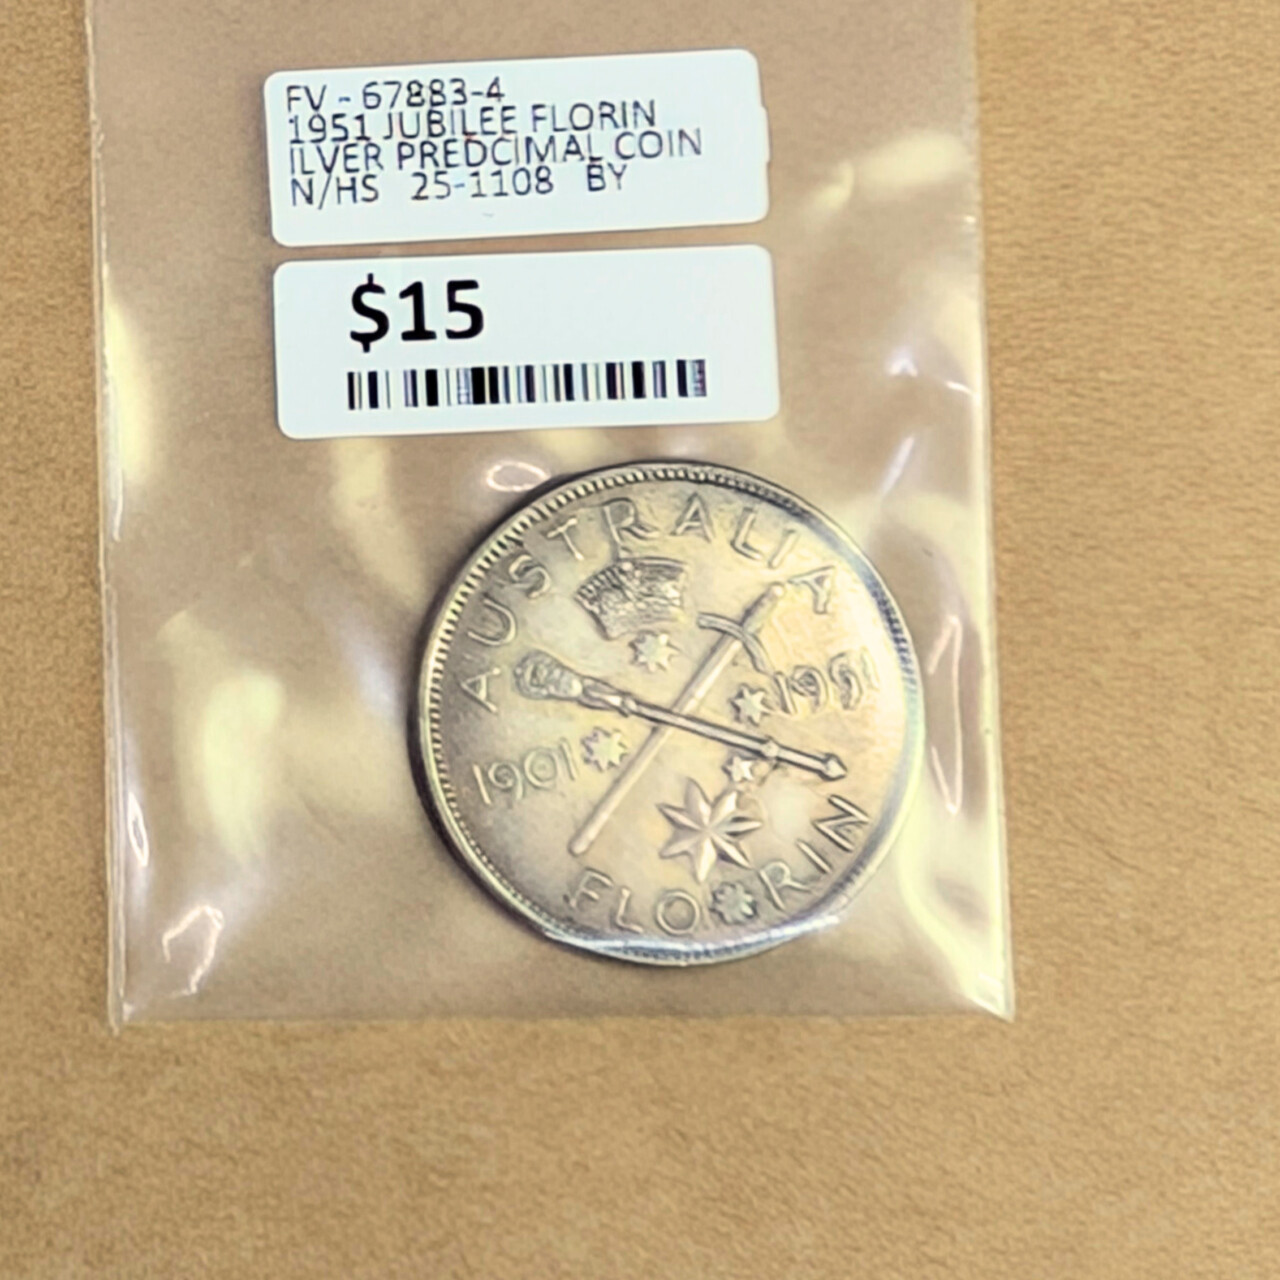 FV - 67883-4
1951 JUBILEE FLORIN
ILVER PREDCIMAL COIN
N/HS 25-1108 BY
$15
AUSTRALIA
1901 1951
FLORIN